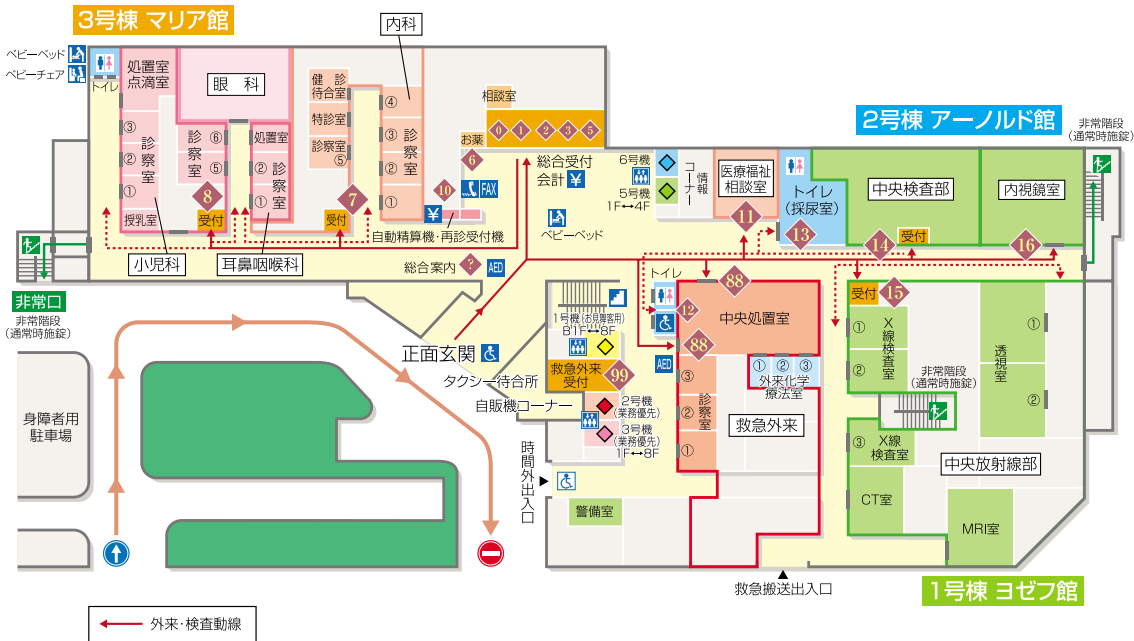 3号棟 マリア館
ベビーベッド
ベビーチェア
トイレ
処置室
点滴室
眼 科
内科
健 診
待合室
特診室
診察室
⑤
④
③
②
①
診察室
相談室
0
1
2
3
5
お薬
6
総合受付
会計
¥
10
FAX
¥
自動精算機・再診受付機
ベビーベッド
③
②
①
診察室
授乳室
診察室
⑥
⑤
8
受付
処置室
②
①
診察室
7
受付
小児科
耳鼻咽喉科
総合案内
?
AED
非常口
非常階段
(通常時施錠)
2号棟 アーノルド館
非常階段
(通常時施錠)
6号機
5号機
1F↔4F
情報
コーナー
医療福祉
相談室
11
トイレ
(採尿室)
13
中央検査部
14
受付
内視鏡室
16
正面玄関
タクシー待合所
自販機コーナー
1号機(お見舞客用)
B1F↔8F
救急外来
受付
99
2号機
(業務優先)
3号機
(業務優先)
1F↔8F
トイレ
12
AED
88
中央処置室
88
①
②
③
外来化学
療法室
③
②
①
診察室
救急外来
時間外出入口
警備室
救急搬送出入口
受付
15
①
②
X線検査室
非常階段
(通常時施錠)
透視室
①
②
③
X線
検査室
中央放射線部
CT室
MRI室
1号棟 ヨゼフ館
身障者用
駐車場
外来・検査動線